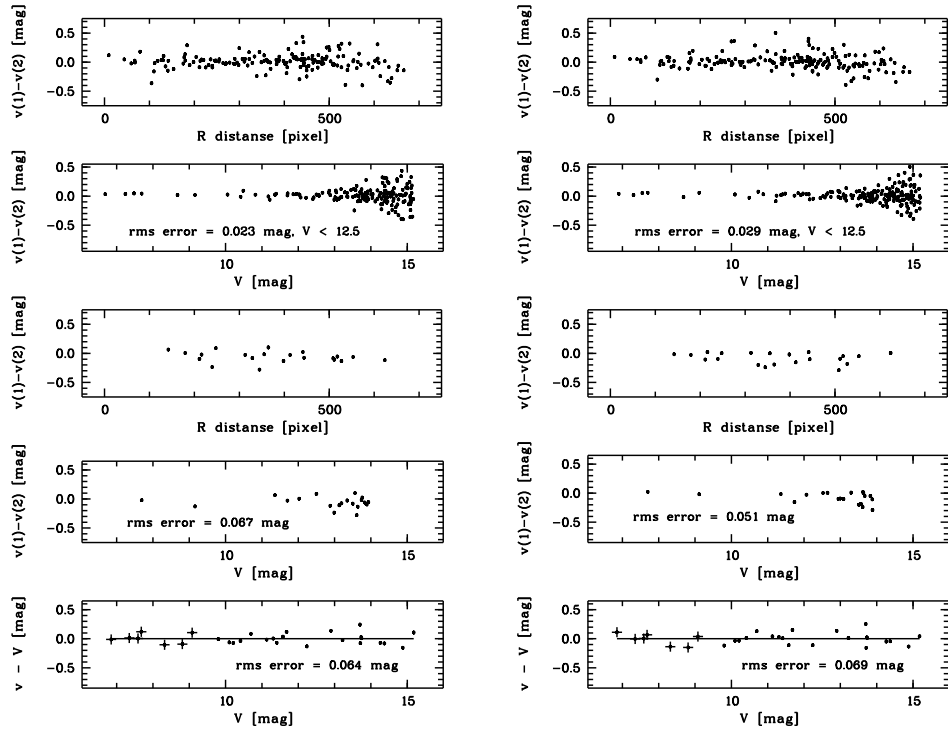 v(1)−v(2) [mag]
0.5
0.0
−0.5
0
500
R distanse [pixel]
v(1)−v(2) [mag]
0.5
0.0
−0.5
0
500
R distanse [pixel]
v(1)−v(2) [mag]
0.5
0.0
−0.5
rms error = 0.023 mag, V < 12.5
10
15
V [mag]
v(1)−v(2) [mag]
0.5
0.0
−0.5
rms error = 0.029 mag, V < 12.5
10
15
V [mag]
v(1)−v(2) [mag]
0.5
0.0
−0.5
0
500
R distanse [pixel]
v(1)−v(2) [mag]
0.5
0.0
−0.5
0
500
R distanse [pixel]
v(1)−v(2) [mag]
0.5
0.0
−0.5
rms error = 0.067 mag
10
15
V [mag]
v(1)−v(2) [mag]
0.5
0.0
−0.5
rms error = 0.051 mag
10
15
V [mag]
v − V [mag]
0.5
0.0
−0.5
rms error = 0.064 mag
10
15
V [mag]
v − V [mag]
0.5
0.0
−0.5
rms error = 0.069 mag
10
15
V [mag]